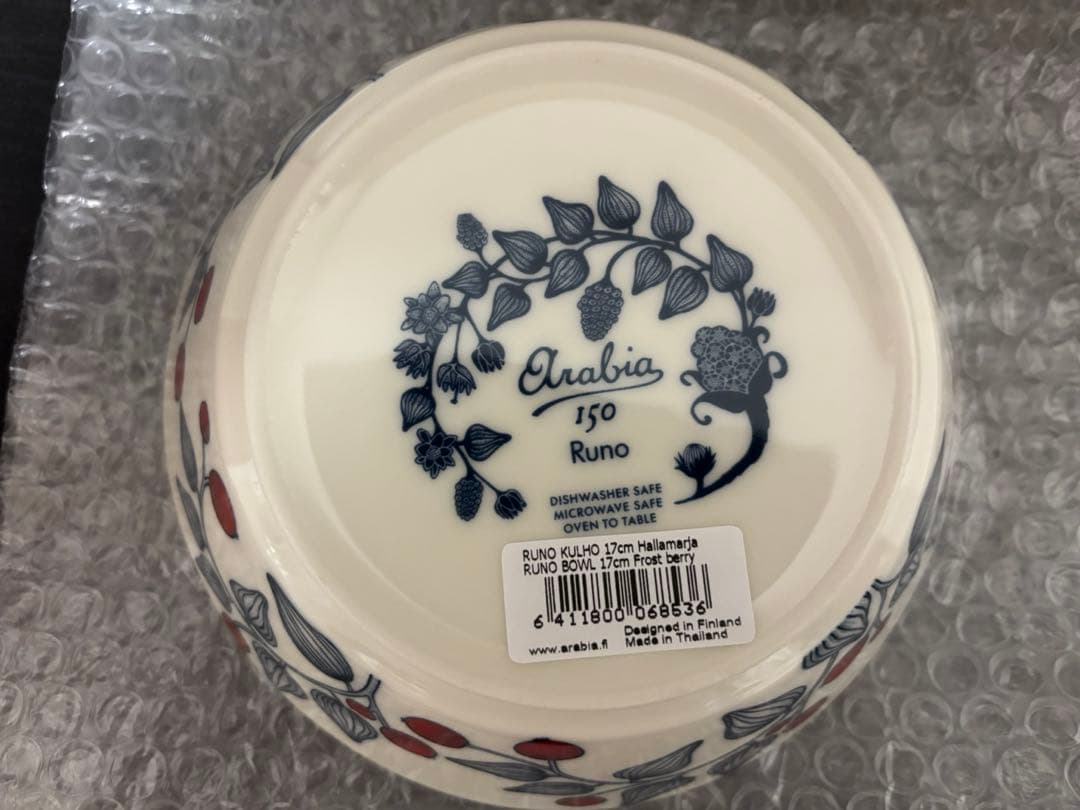 Arabia
150
Runo
DISHWASHER SAFE
MICROWAVE SAFE
OVEN TO TABLE
RUNO KULHO 17cm Hallamarja
RUNO BOWL 17cm Frost berry
6 411800 068536
Designed in Finland
www.arabia.fi Made in Thailand